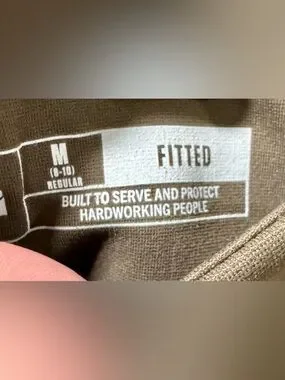 M
(8-10)
REGULAR
FITTED
BUILT TO SERVE AND PROTECT
HARDWORKING PEOPLE